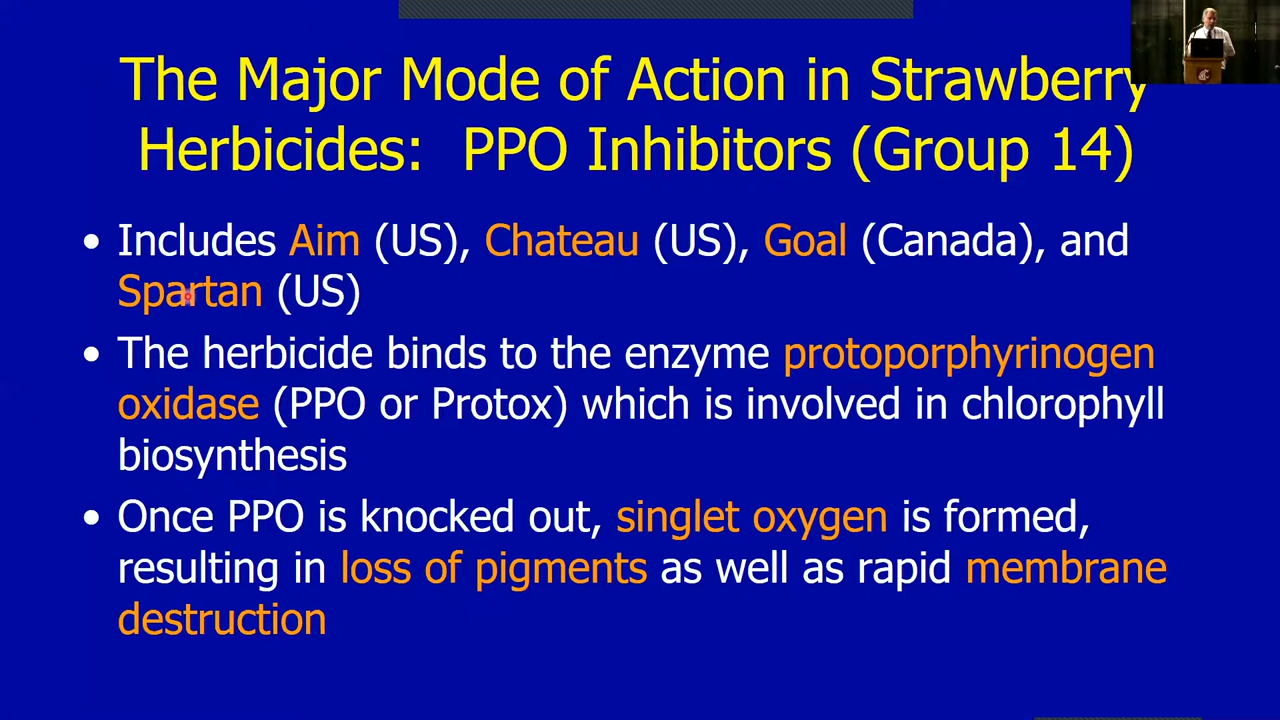 The Major Mode of Action in Strawberry
Herbicides: PPO Inhibitors (Group 14)
• Includes Aim (US), Chateau (US), Goal (Canada), and
Spartan (US)
• The herbicide binds to the enzyme protoporphyrinogen
oxidase (PPO or Protox) which is involved in chlorophyll
biosynthesis
• Once PPO is knocked out, singlet oxygen is formed,
resulting in loss of pigments as well as rapid membrane
destruction